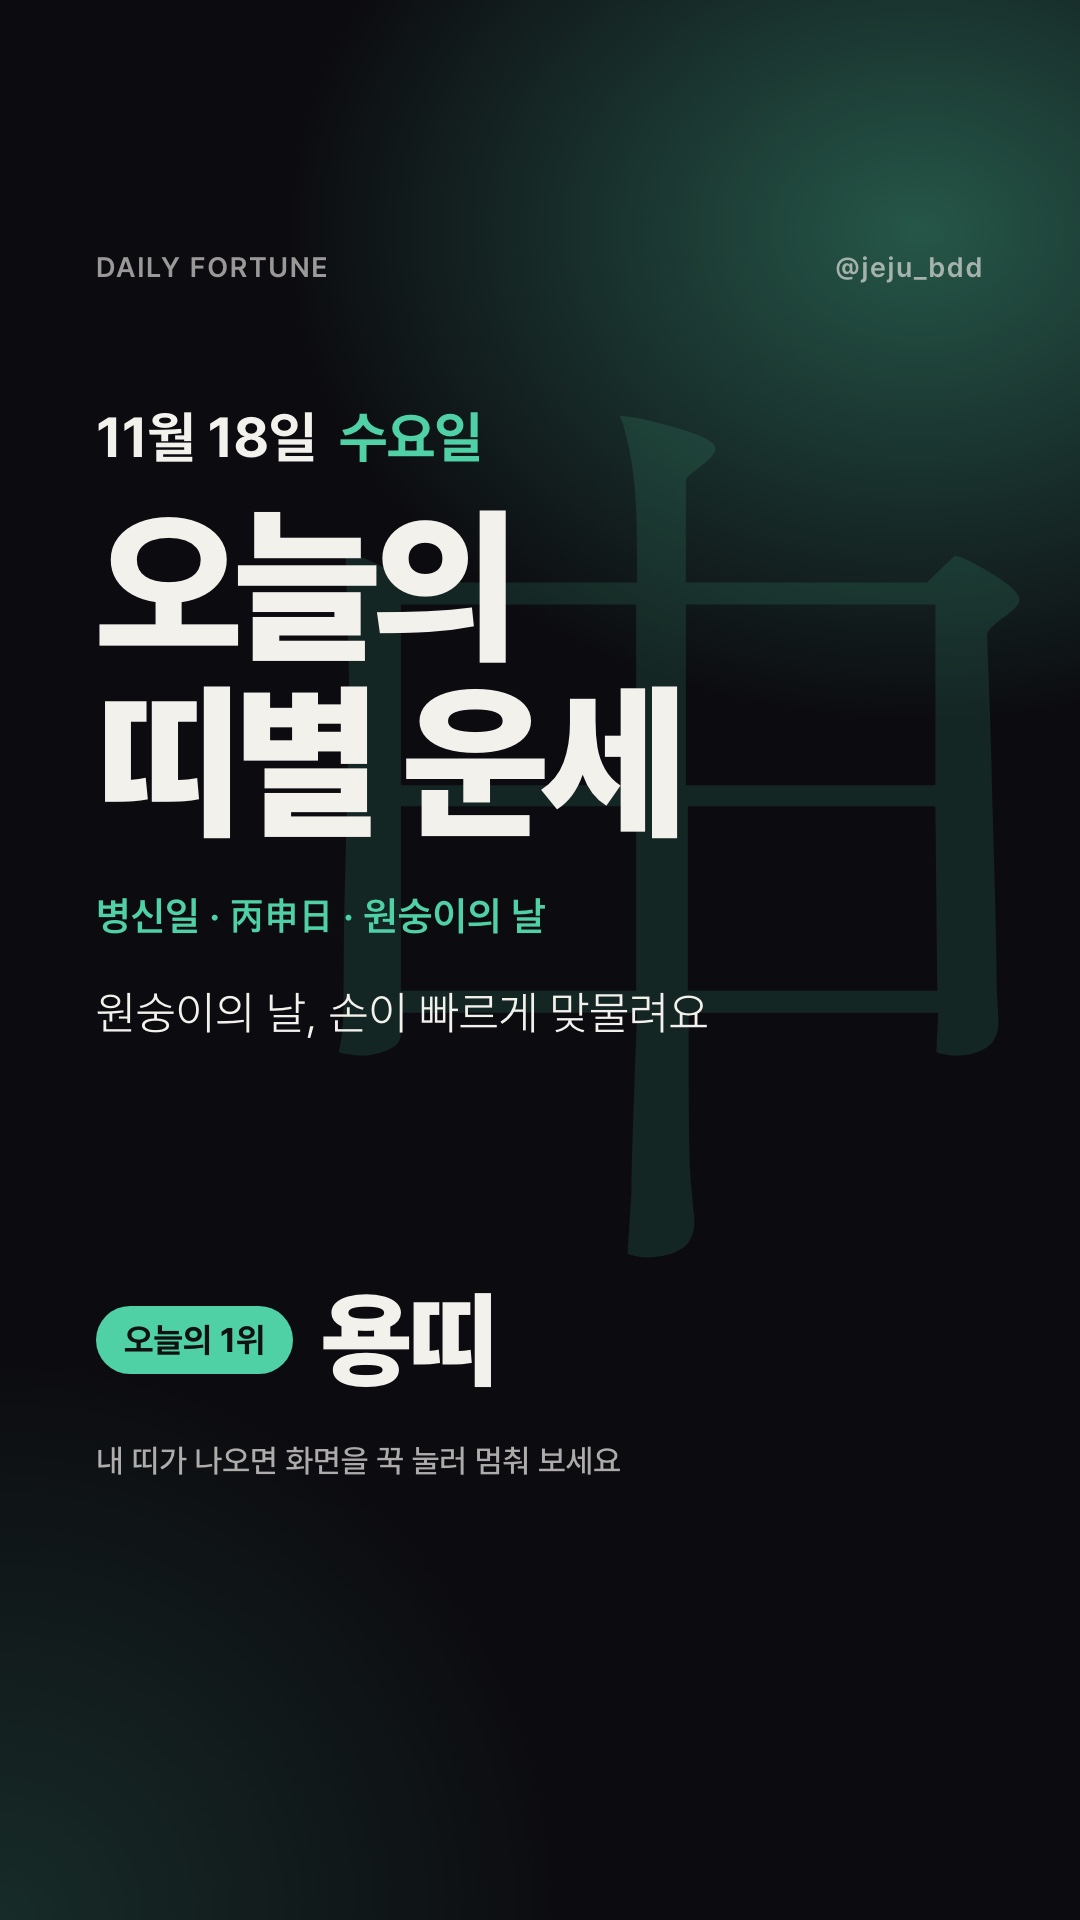 DAILY FORTUNE
@jeju_bdd
11월 18일 수요일
오늘의
띠별 운세
申
병신일 · 丙申日 · 원숭이의 날
원숭이의 날, 손이 빠르게 맞물려요
오늘의 1위 용띠
내 띠가 나오면 화면을 꾹 눌러 멈춰 보세요